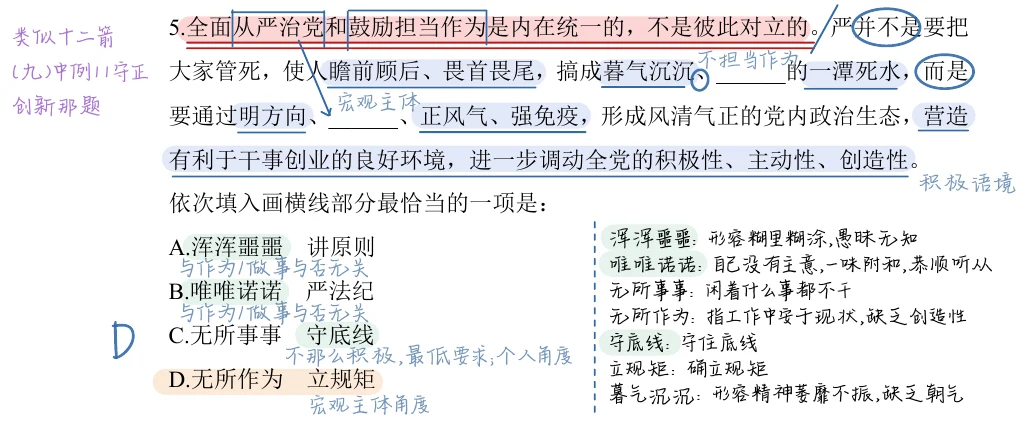 5.全面从严治党和鼓励担当作为是内在统一的，不是彼此对立的。严并不是要把
类似十二箭
(九)中例11守正
创新那题
不担当作为
大家管死，使人瞻前顾后、畏首畏尾，搞成暮气沉沉、______的一潭死水，而是
宏观主体
要通过明方向、______、正风气、强免疫，形成风清气正的党内政治生态，营造
有利于干事创业的良好环境，进一步调动全党的积极性、主动性、创造性。
积极语境
依次填入画横线部分最恰当的一项是：
A.浑浑噩噩 讲原则
与作为/做事与否无关
B.唯唯诺诺 严法纪
与作为/做事与否无关
D
C.无所事事 守底线
不那么积极,最低要求;个人角度
D.无所作为 立规矩
宏观主体角度
浑浑噩噩: 形容糊里糊涂,愚昧无知
唯唯诺诺: 自己没有主意,一味附和,恭顺听从
无所事事: 闲着什么事都不干
无所作为: 指工作中安于现状,缺乏创造性
守底线: 守住底线
立规矩: 确立规矩
暮气沉沉: 形容精神萎靡不振,缺乏朝气